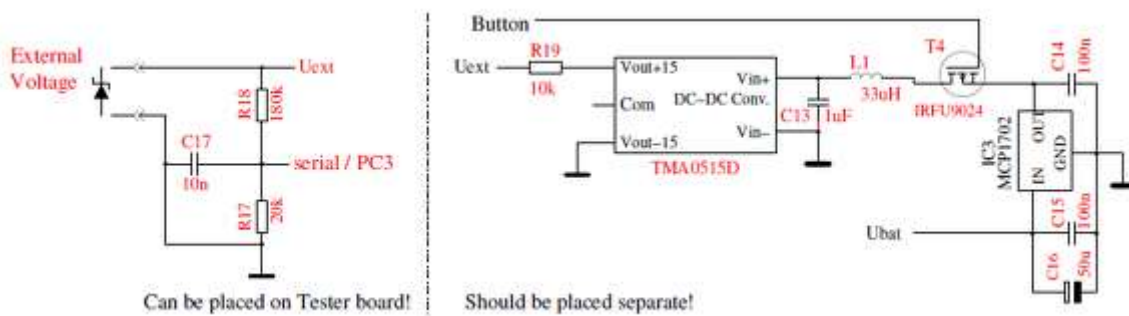 External
Voltage
Uext
R18
180k
C17
10n
serial / PC3
R17
20k
Can be placed on Tester board!
Button
Uext
R19
10k
Vout+15
Com
Vout−15
Vin+
DC−DC Conv.
Vin−
TMA0515D
L1
33uH
C13
1uF
T4
IRFU9024
C14
100n
IC3
MCP1702
OUT
GND
IN
C15
100n
Ubat
C16
50u
Should be placed separate!